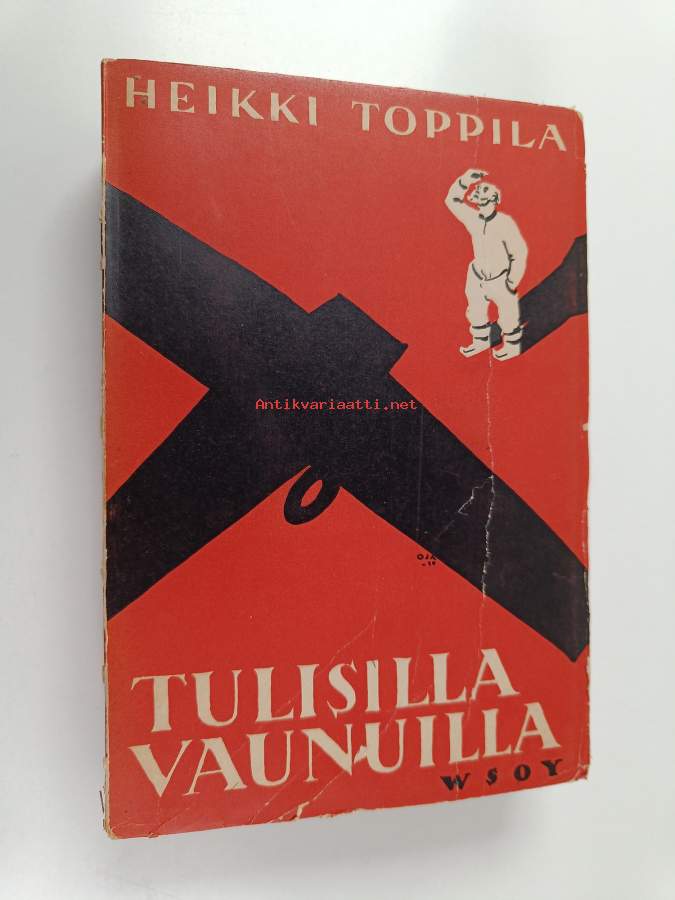 HEIKKI TOPPILA
Antikvariaatti.net
TULISILLA
VAUNUILLA
WSOY